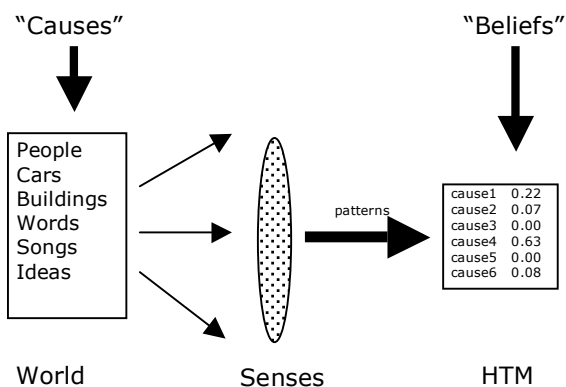 “Causes”
“Beliefs”
People
Cars
Buildings
Words
Songs
Ideas
patterns
cause1 0.22
cause2 0.07
cause3 0.00
cause4 0.63
cause5 0.00
cause6 0.08
World
Senses
HTM